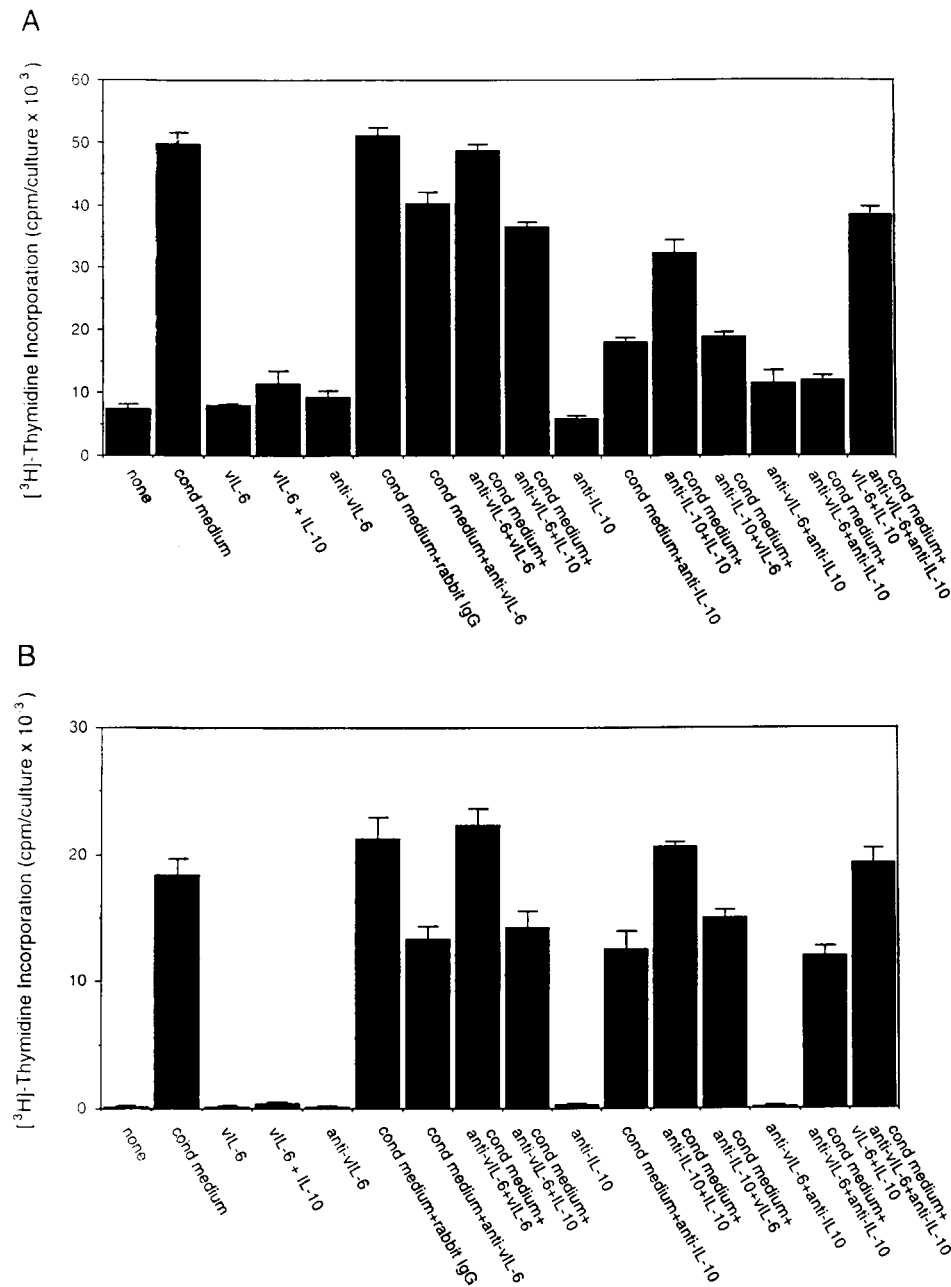 A
[³H]-Thymidine Incorporation (cpm/culture x 10 ³)
60
50
40
30
20
10
0
none
cond medium
vIL-6
vIL-6 + IL-10
anti-vIL-6
cond medium+rabbit IgG
cond medium+anti-vIL-6
cond medium+
anti-vIL-6+vIL-6
cond medium+
anti-vIL-6+IL-10
anti-IL-10
cond medium+anti-IL-10
cond medium+
anti-IL-10+IL-10
cond medium+
anti-IL-10+vIL-6
anti-vIL-6+anti-IL10
cond medium+
anti-vIL-6+anti-IL-10
cond medium+
anti-vIL-6+anti-IL-10
vIL-6+IL-10
B
[³H]-Thymidine Incorporation (cpm/culture x 10⁻³)
30
20
10
0
none
cond medium
vIL-6
vIL-6 + IL-10
anti-vIL-6
cond medium+rabbit IgG
cond medium+anti-vIL-6
cond medium+
anti-vIL-6+vIL-6
cond medium+
anti-vIL-6+IL-10
anti-IL-10
cond medium+anti-IL-10
cond medium+
anti-IL-10+IL-10
cond medium+
anti-IL-10+vIL-6
anti-vIL-6+anti-IL10
cond medium+
anti-vIL-6+anti-IL-10
cond medium+
anti-vIL-6+anti-IL-10
vIL-6+IL-10